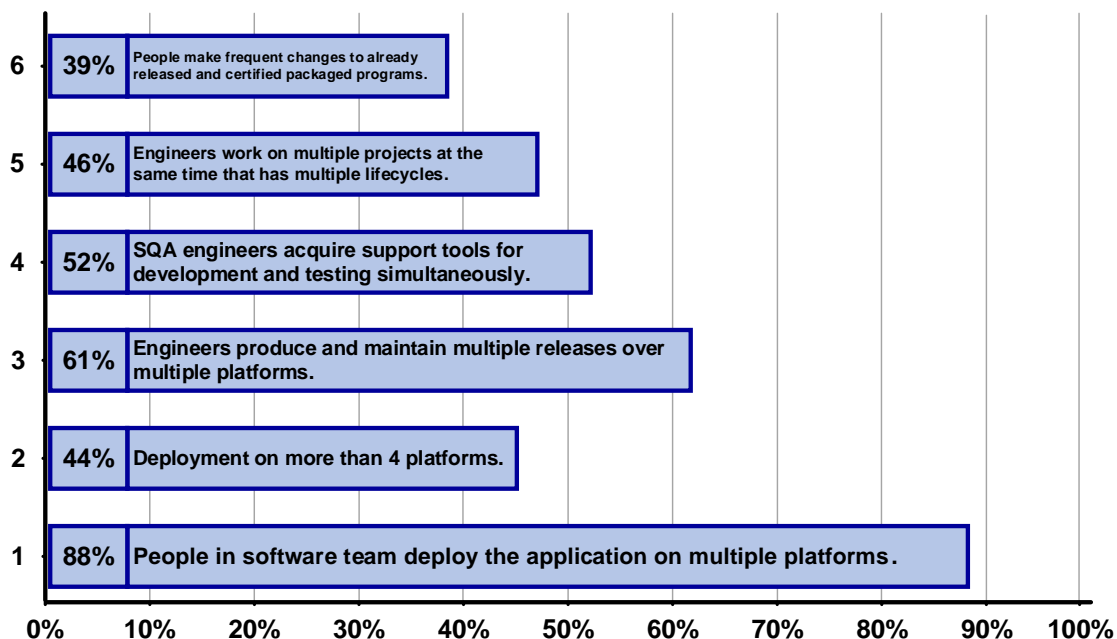 6
39%
People make frequent changes to already
released and certified packaged programs.
5
46%
Engineers work on multiple projects at the
same time that has multiple lifecycles.
4
52%
SQA engineers acquire support tools for
development and testing simultaneously.
3
61%
Engineers produce and maintain multiple releases over
multiple platforms.
2
44%
Deployment on more than 4 platforms.
1
88%
People in software team deploy the application on multiple platforms.
0% 10% 20% 30% 40% 50% 60% 70% 80% 90% 100%